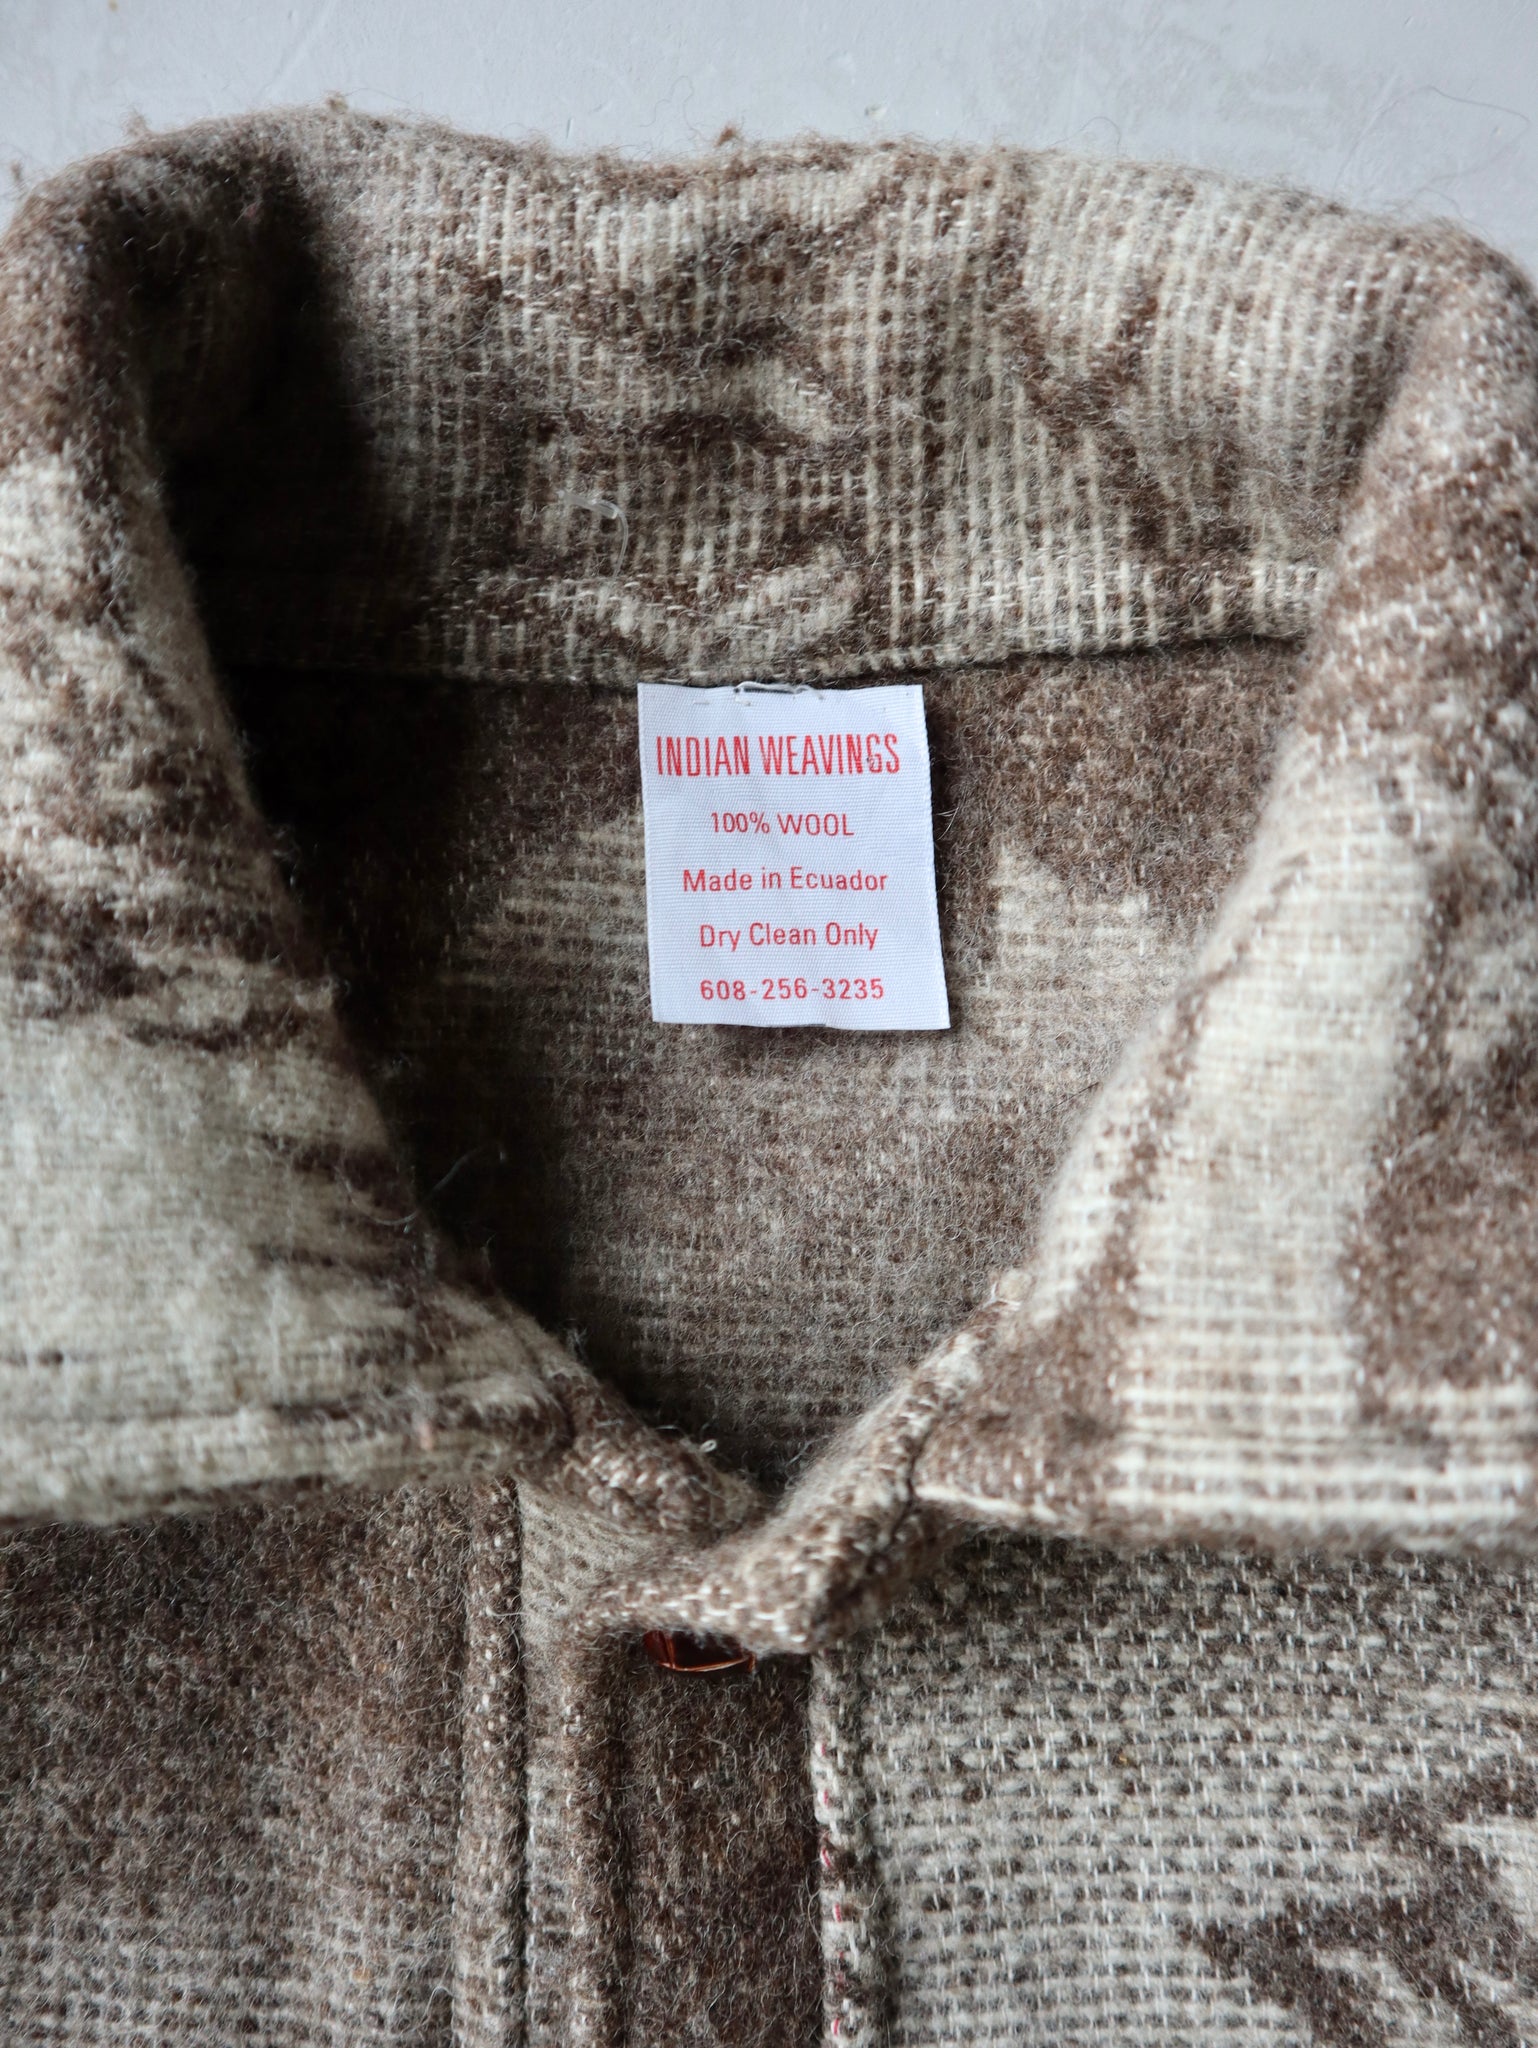 INDIAN WEAVINGS
100% WOOL
Made in Ecuador
Dry Clean Only
608-256-3235